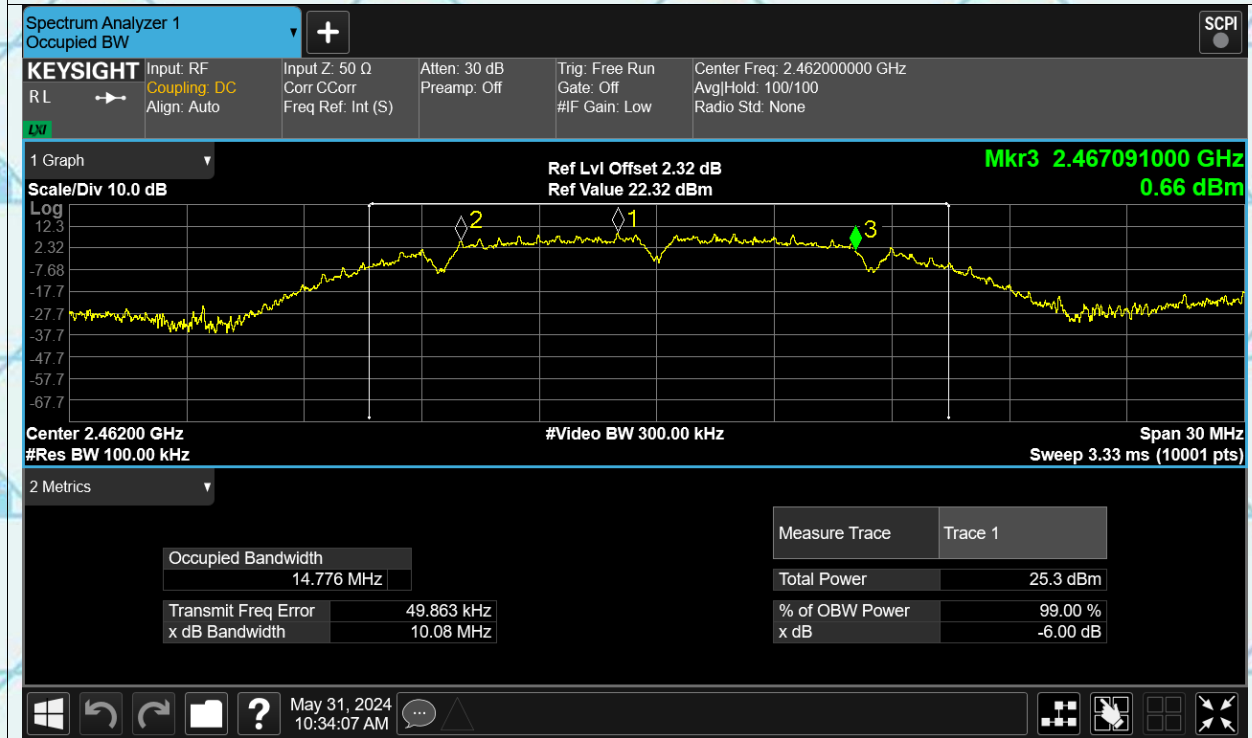 Spectrum Analyzer 1
Occupied BW
▼
+
SCPI
KEYSIGHT
RL
LXI
Input: RF
Coupling: DC
Align: Auto
Input Z: 50 Ω
Corr CCorr
Freq Ref: Int (S)
Atten: 30 dB
Preamp: Off
Trig: Free Run
Gate: Off
#IF Gain: Low
Center Freq: 2.462000000 GHz
Avg|Hold: 100/100
Radio Std: None
1 Graph ▼
Scale/Div 10.0 dB
Ref Lvl Offset 2.32 dB
Ref Value 22.32 dBm
Mkr3 2.467091000 GHz
0.66 dBm
Log
12.3
2.32
-7.68
-17.7
-27.7
-37.7
-47.7
-57.7
-67.7
2
1
3
Center 2.46200 GHz
#Res BW 100.00 kHz
#Video BW 300.00 kHz
Span 30 MHz
Sweep 3.33 ms (10001 pts)
2 Metrics ▼
Occupied Bandwidth
14.776 MHz
Transmit Freq Error 49.863 kHz
x dB Bandwidth 10.08 MHz
Measure Trace Trace 1
Total Power 25.3 dBm
% of OBW Power 99.00 %
x dB -6.00 dB
?
May 31, 2024
10:34:07 AM